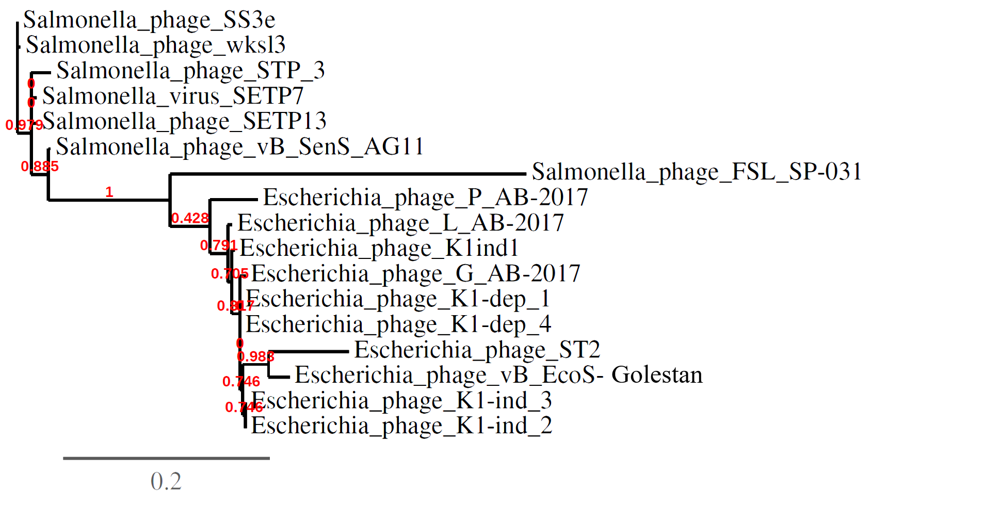 Salmonella_phage_SS3e
Salmonella_phage_wksl3
Salmonella_phage_STP_3
0
Salmonella_virus_SETP7
0
Salmonella_phage_SETP13
0.979
Salmonella_phage_vB_SenS_AG11
0.885
Salmonella_phage_FSL_SP-031
1
Escherichia_phage_P_AB-2017
0.428
Escherichia_phage_L_AB-2017
0.791
Escherichia_phage_K1ind1
0.705
Escherichia_phage_G_AB-2017
Escherichia_phage_K1-dep_1
Escherichia_phage_K1-dep_4
0
Escherichia_phage_ST2
0.983
Escherichia_phage_vB_EcoS- Golestan
0.746
Escherichia_phage_K1-ind_3
0.746
Escherichia_phage_K1-ind_2
0.2